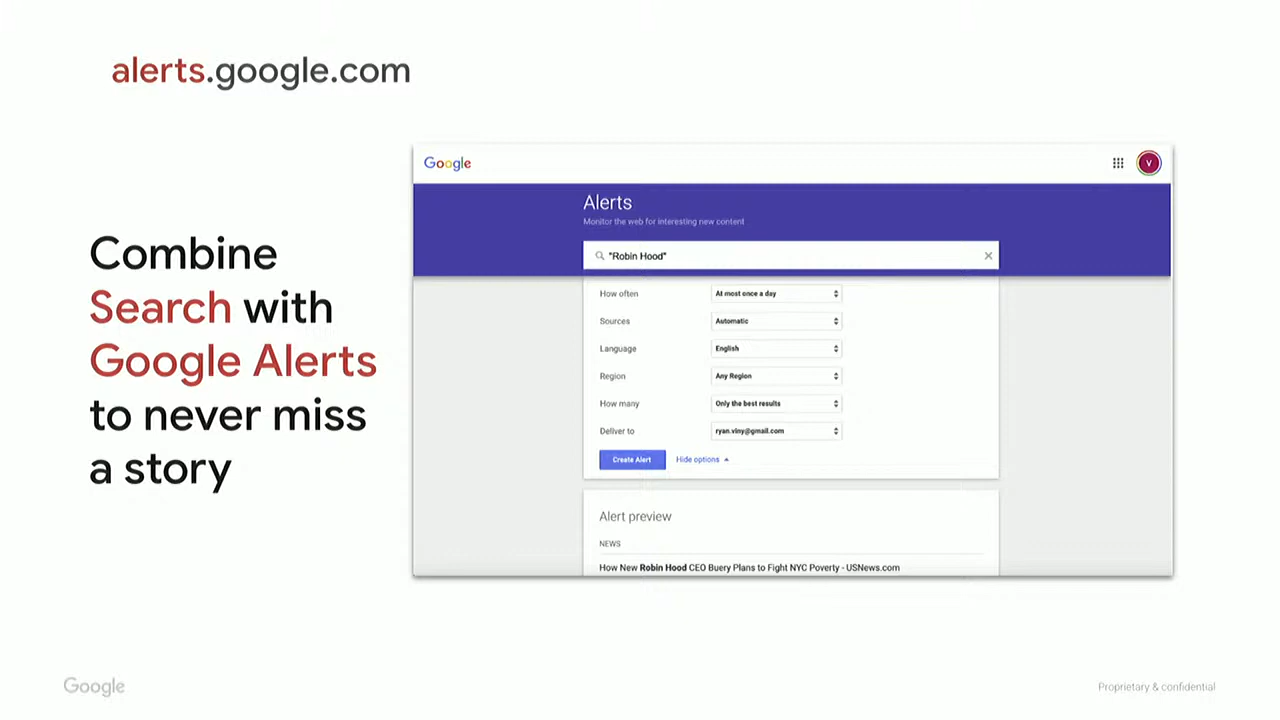 alerts.google.com
Combine
Search with
Google Alerts
to never miss
a story
Google
V
Alerts
Monitor the web for interesting new content
"Robin Hood"
How often At most once a day
Sources Automatic
Language English
Region Any Region
How many Only the best results
Deliver to ryan.viny@gmail.com
Create Alert Hide options
Alert preview
NEWS
How New Robin Hood CEO Buery Plans to Fight NYC Poverty - USNews.com
Google
Proprietary & confidential